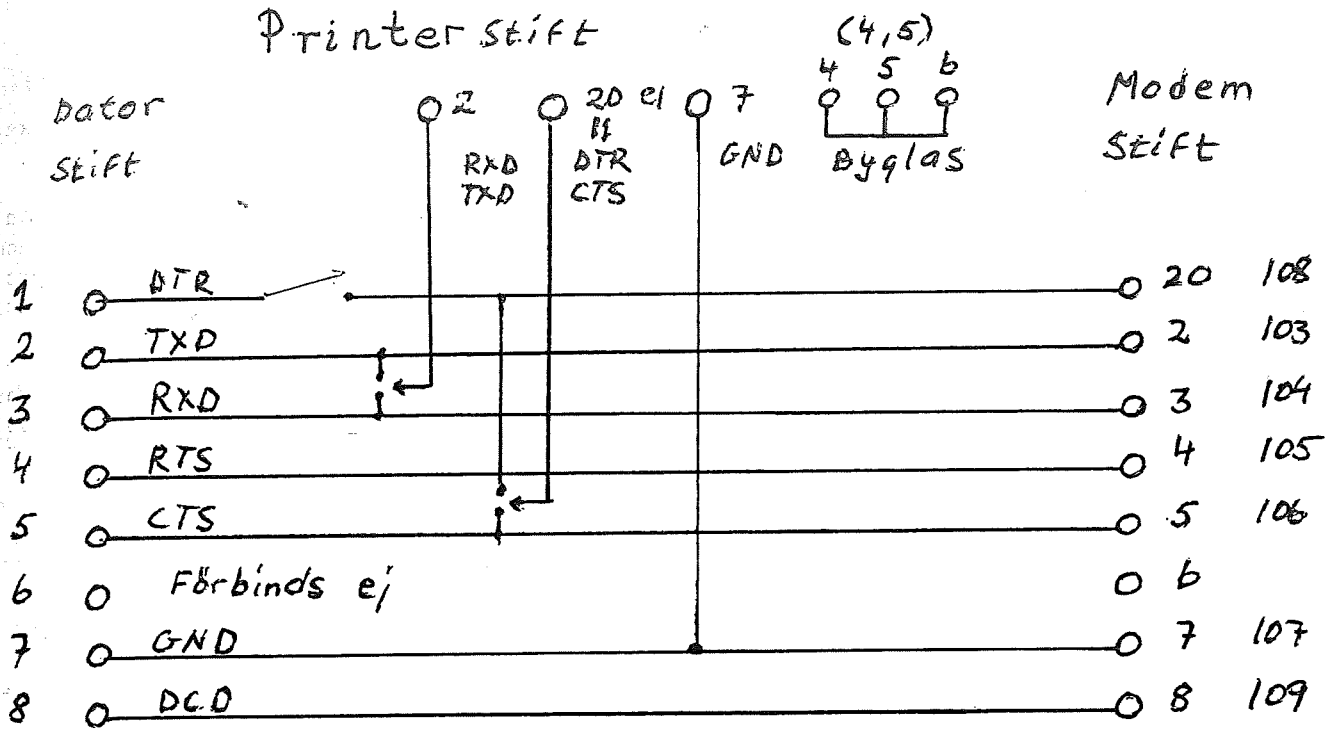 Printer stift
(4,5)
4 5 6
Dator
Stift
2
20 el
11
7
Modem
Stift
RXD
TXD
DTR
CTS
GND
Byglas
1 DTR 20 108
2 TXD 2 103
3 RXD 3 104
4 RTS 4 105
5 CTS 5 106
6 Förbinds ej 6
7 GND 7 107
8 DCD 8 109